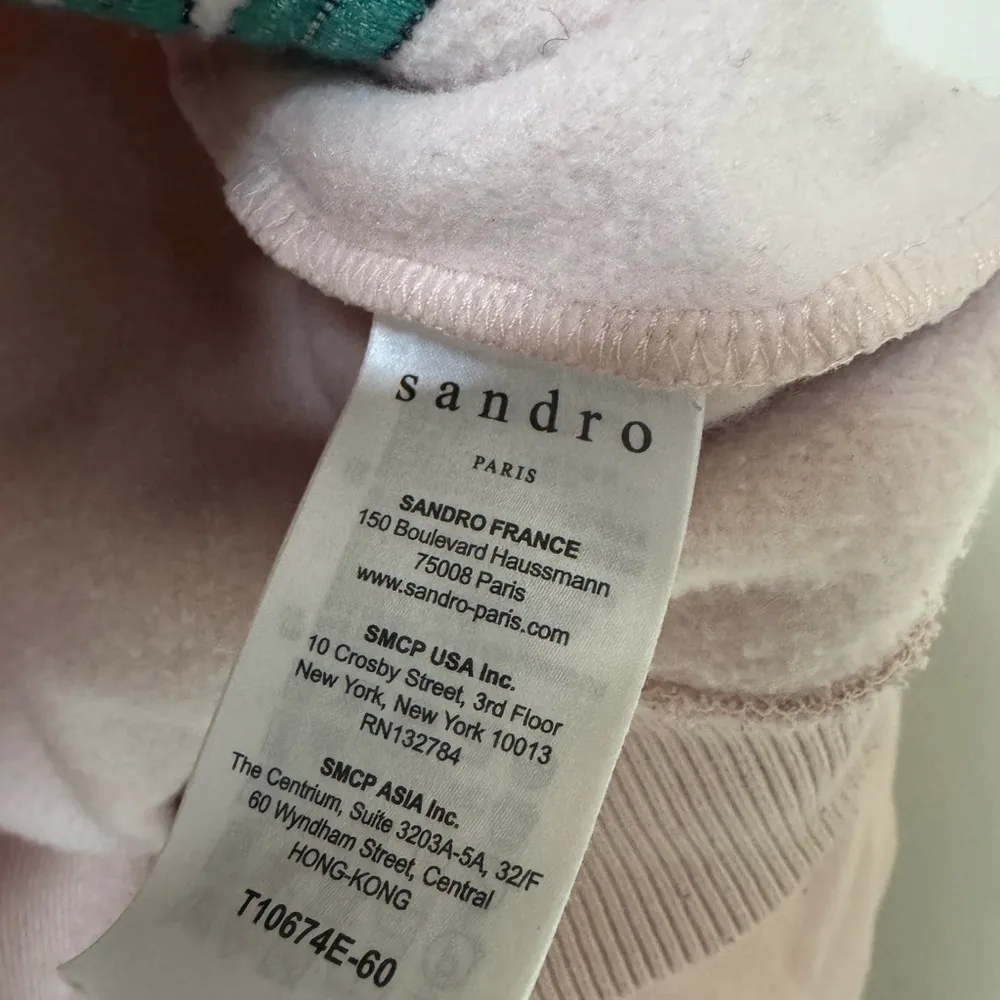 sandro
PARIS
SANDRO FRANCE
150 Boulevard Haussmann
75008 Paris
www.sandro-paris.com
SMCP USA Inc.
10 Crosby Street, 3rd Floor
New York, New York 10013
RN132784
SMCP ASIA Inc.
The Centrium, Suite 3203A-5A, 32/F
60 Wyndham Street, Central
HONG-KONG
T10674E-60